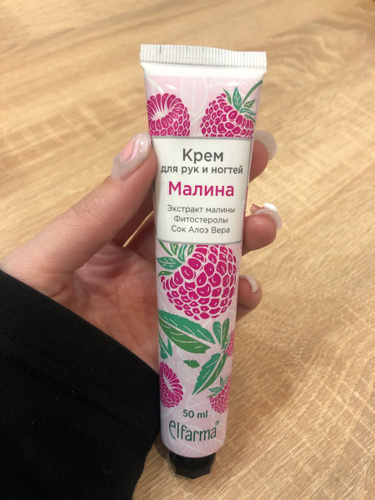 Крем
для рук и ногтей
Малина
Экстракт малины
Фитостеролы
Сок Алоэ Вера
50 ml
elfarma®